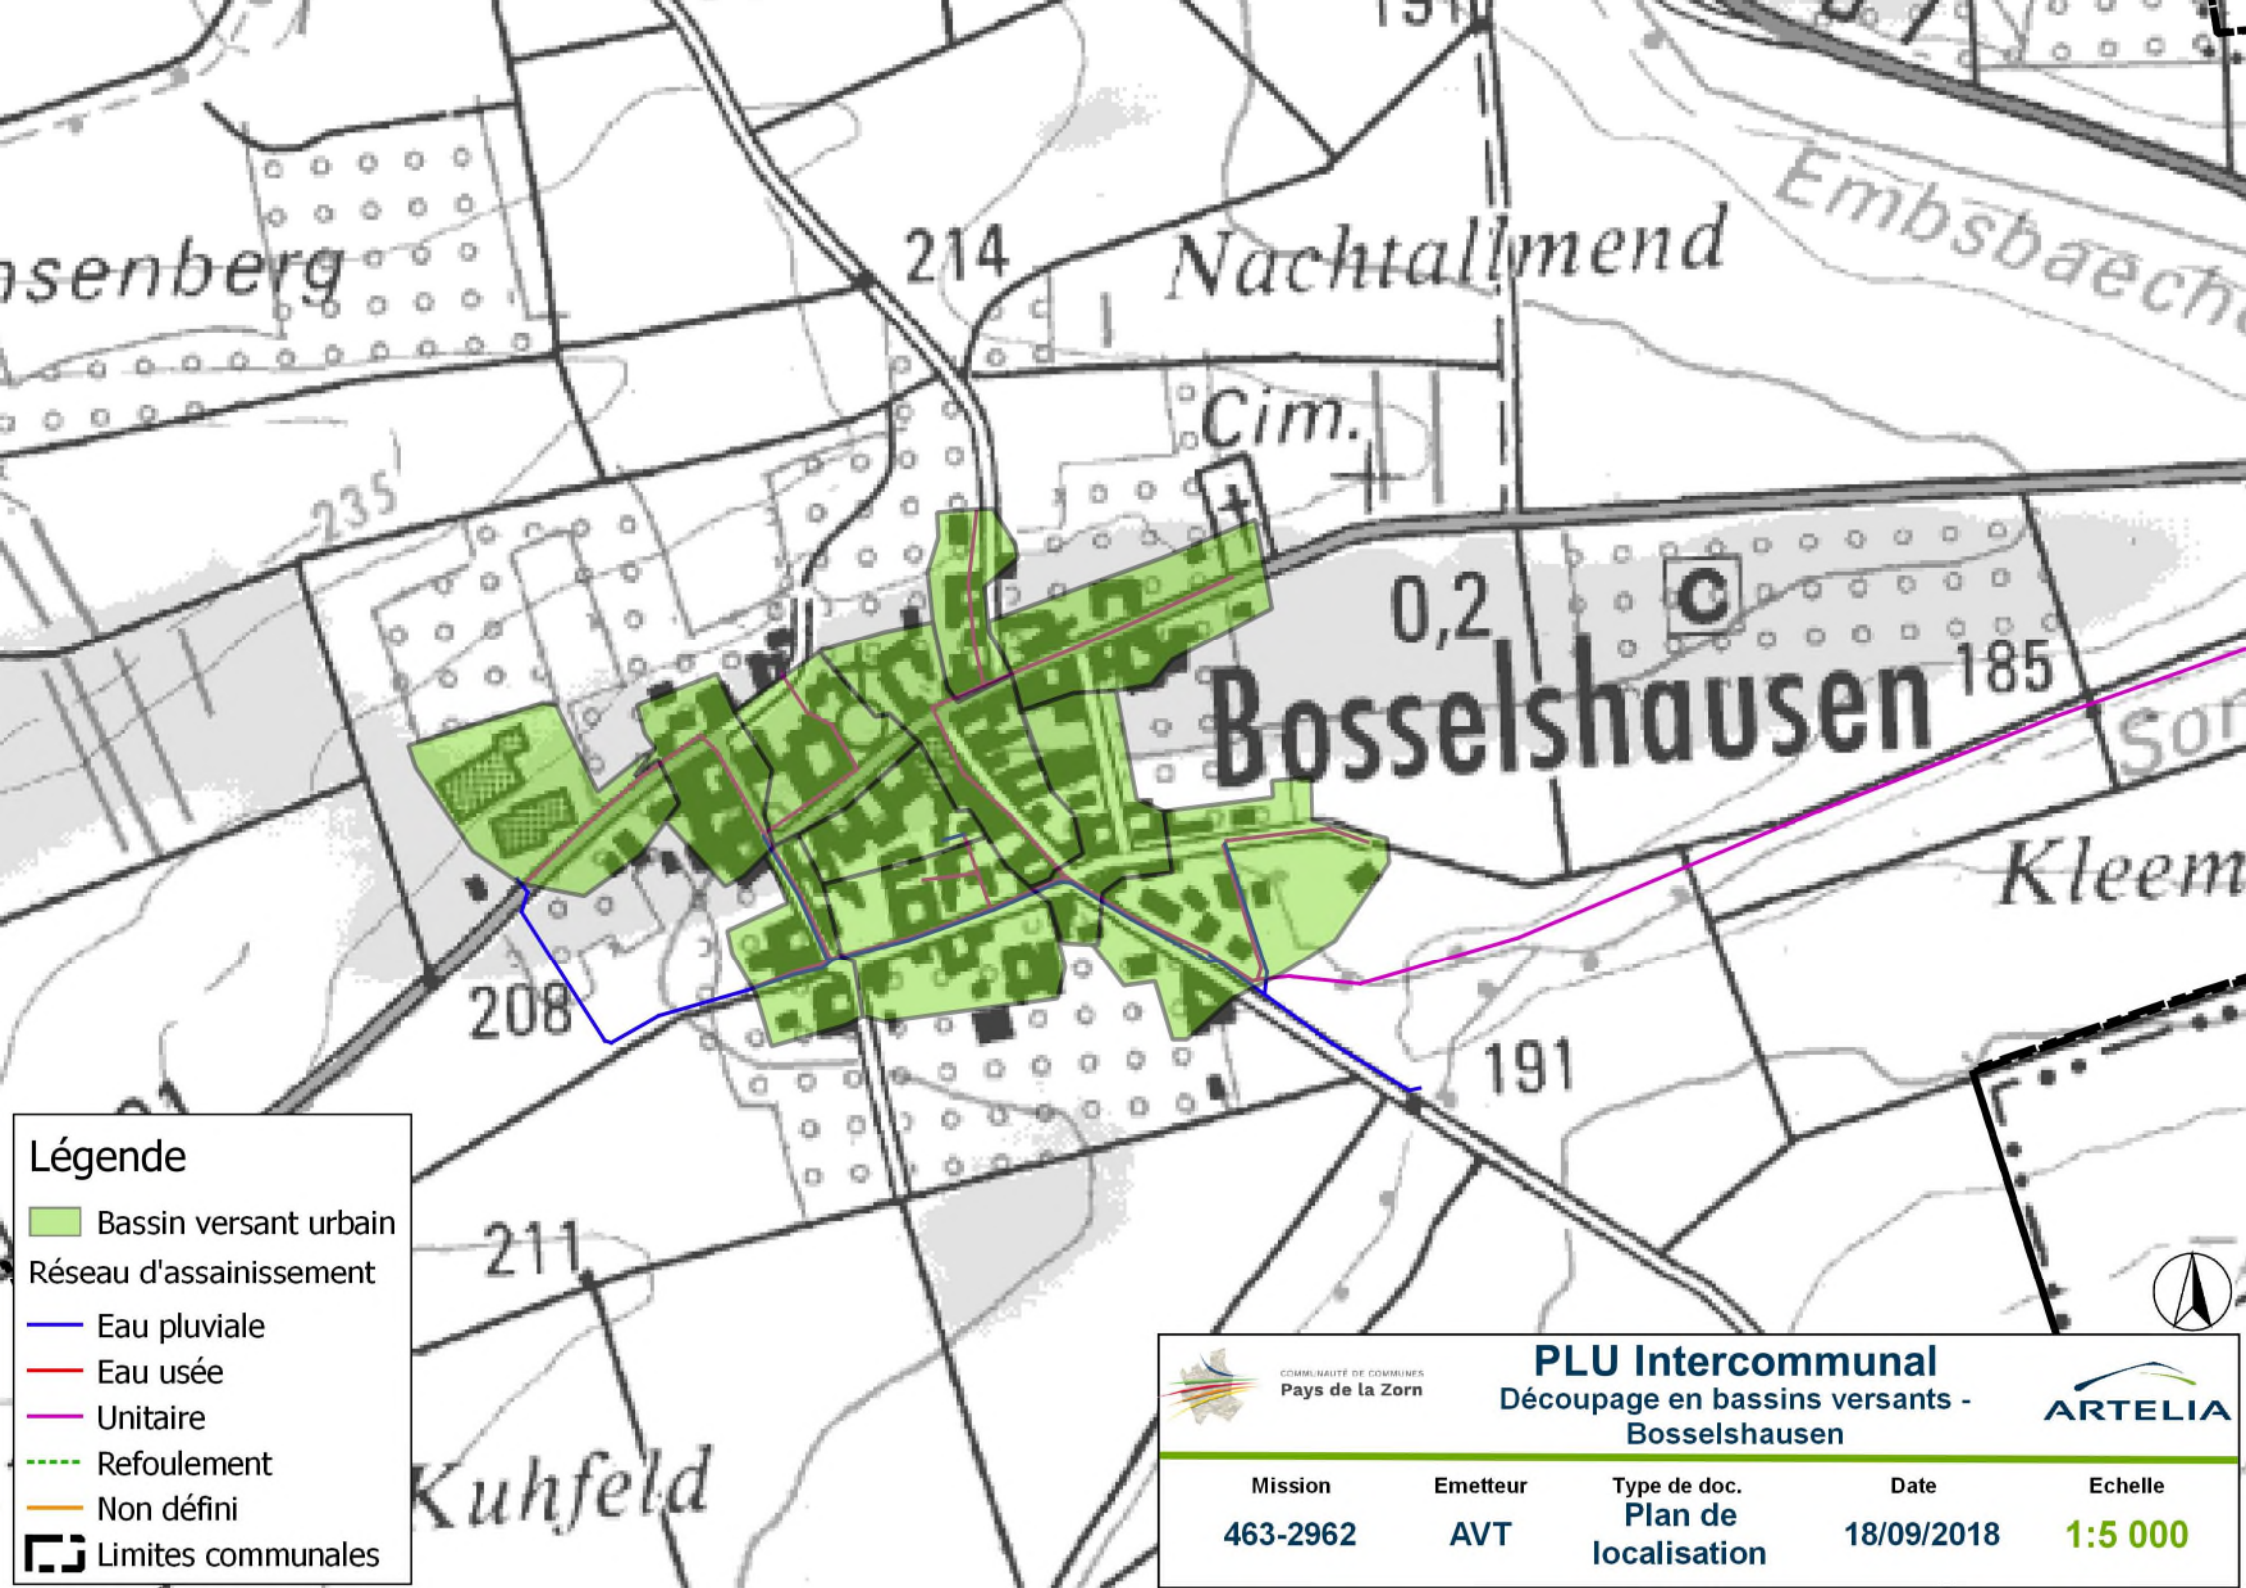 214
Nachtallmend
Embsbaech
nsenberg
Cim.
235
0,2
C
Bosselshausen
185
Kleem
208
191
211
Kuhfeld
Légende
Bassin versant urbain
Réseau d'assainissement
Eau pluviale
Eau usée
Unitaire
Refoulement
Non défini
Limites communales
COMMUNAUTÉ DE COMMUNES
Pays de la Zorn
PLU Intercommunal
Découpage en bassins versants -
Bosselshausen
ARTELIA
Mission
Emetteur
Type de doc.
Date
Echelle
463-2962
AVT
Plan de
localisation
18/09/2018
1:5 000